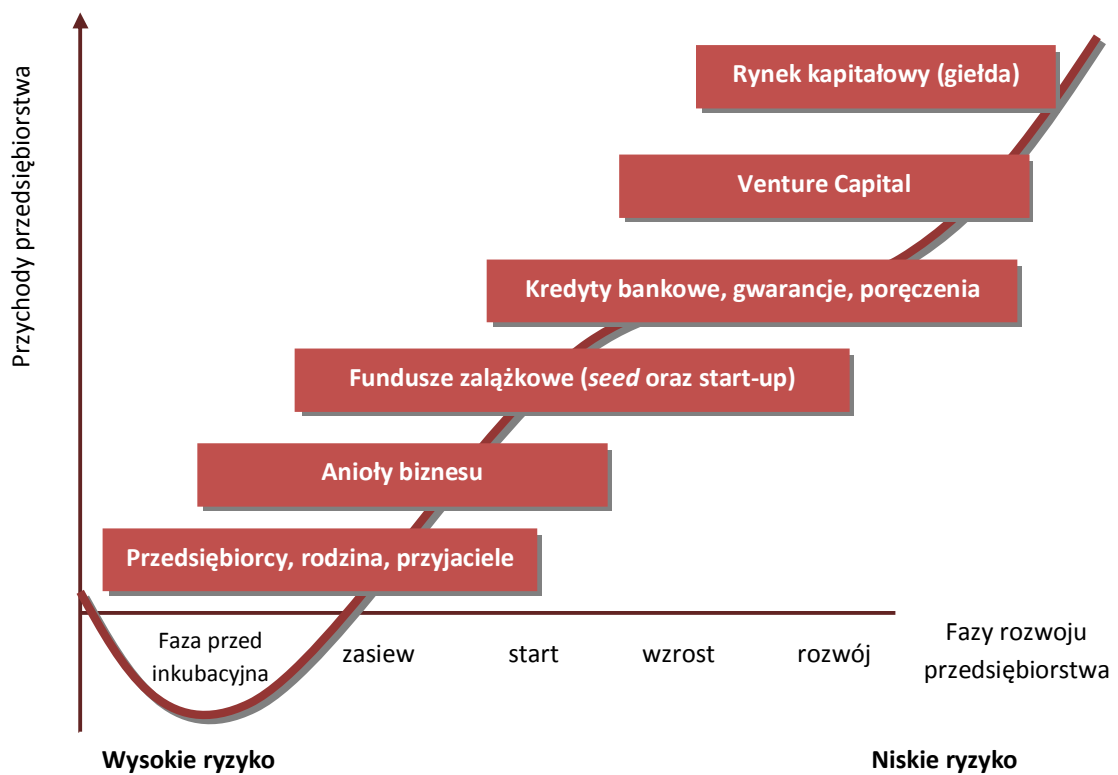 Przychody przedsiębiorstwa
Rynek kapitałowy (giełda)
Venture Capital
Kredyty bankowe, gwarancje, poręczenia
Fundusze zalążkowe (seed oraz start-up)
Anioły biznesu
Przedsiębiorcy, rodzina, przyjaciele
Faza przed
inkubacyjna
zasiew
start
wzrost
rozwój
Fazy rozwoju
przedsiębiorstwa
Wysokie ryzyko
Niskie ryzyko